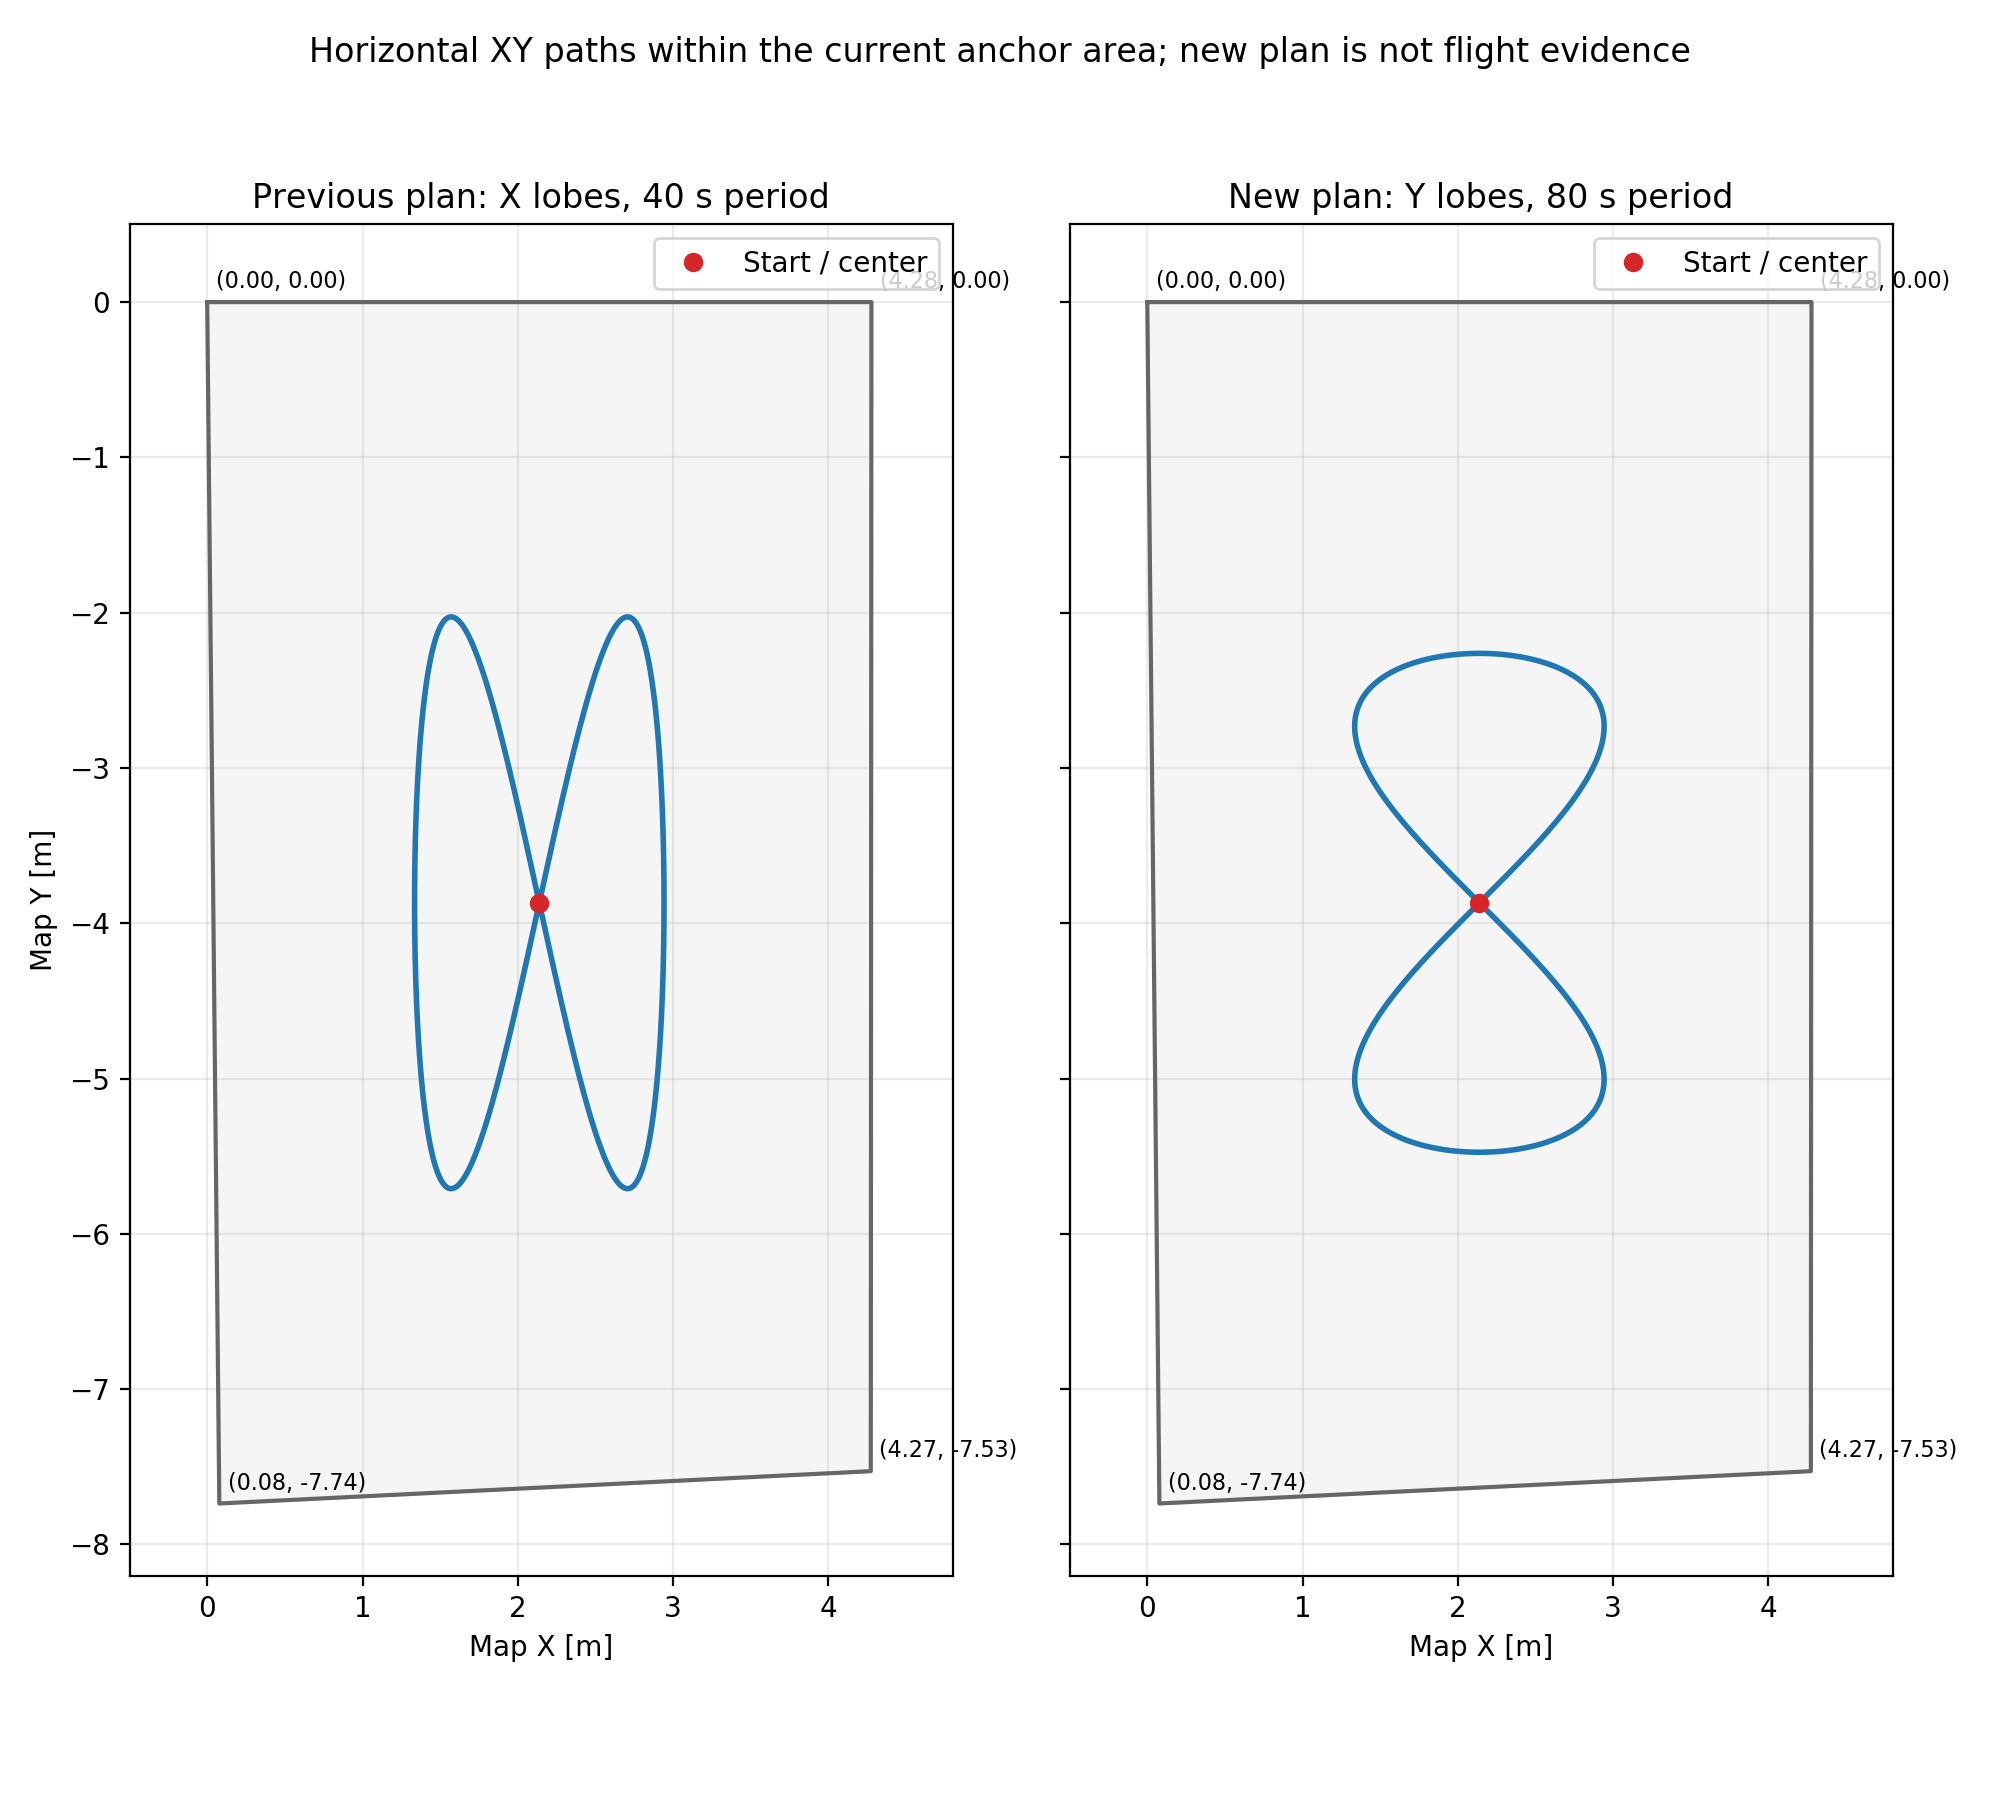 Horizontal XY paths within the current anchor area; new plan is not flight evidence
Previous plan: X lobes, 40 s period
Start / center
(0.00, 0.00)
(4.28, 0.00)
0
−1
−2
−3
−4
−5
−6
−7
−8
Map Y [m]
(4.27, -7.53)
(0.08, -7.74)
0 1 2 3 4
Map X [m]
New plan: Y lobes, 80 s period
Start / center
(0.00, 0.00)
(4.28, 0.00)
(4.27, -7.53)
(0.08, -7.74)
0 1 2 3 4
Map X [m]